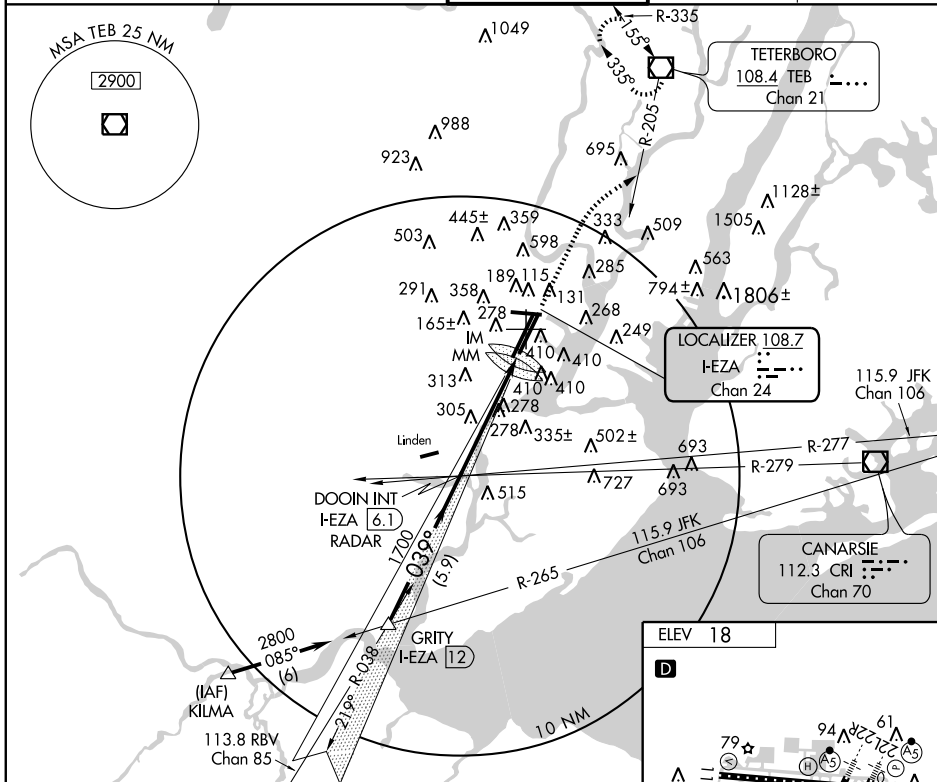 MSA TEB 25 NM
2900
1049
R-335
155°
335°
TETERBORO
108.4 TEB
Chan 21
R-205
988
923
695
1128±
1505
445±
359
503
598
333
509
563
285
794±
1806±
189
115
131
291
358
278
268
165±
249
IM
MM
410
410
410
410
LOCALIZER 108.7
I-EZA
Chan 24
313
115.9 JFK
Chan 106
305
278
278
335±
502±
Linden
693
R-277
R-279
727
693
515
DOOIN INT
I-EZA 6.1
RADAR
1700
039°
(5.9)
115.9 JFK
Chan 106
R-265
CANARSIE
112.3 CRI
Chan 70
GRITY
I-EZA 12
2800
085°
(6)
(IAF)
KILMA
R-038
219°
113.8 RBV
Chan 85
10 NM
ELEV 18
D
79
94
61
22R
22L
V
H
A5
P
A5